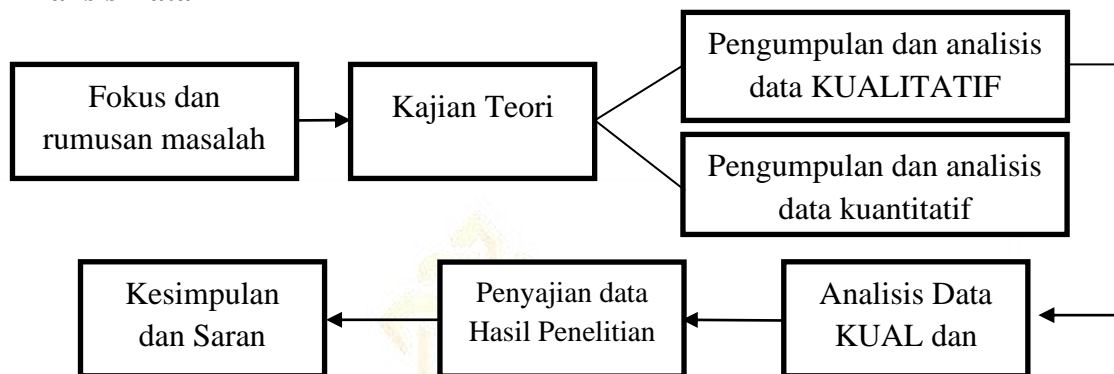 Fokus dan
rumusan masalah
Kajian Teori
Pengumpulan dan analisis
data KUALITATIF
Pengumpulan dan analisis
data kuantitatif
Analisis Data
KUAL dan
Penyajian data
Hasil Penelitian
Kesimpulan
dan Saran